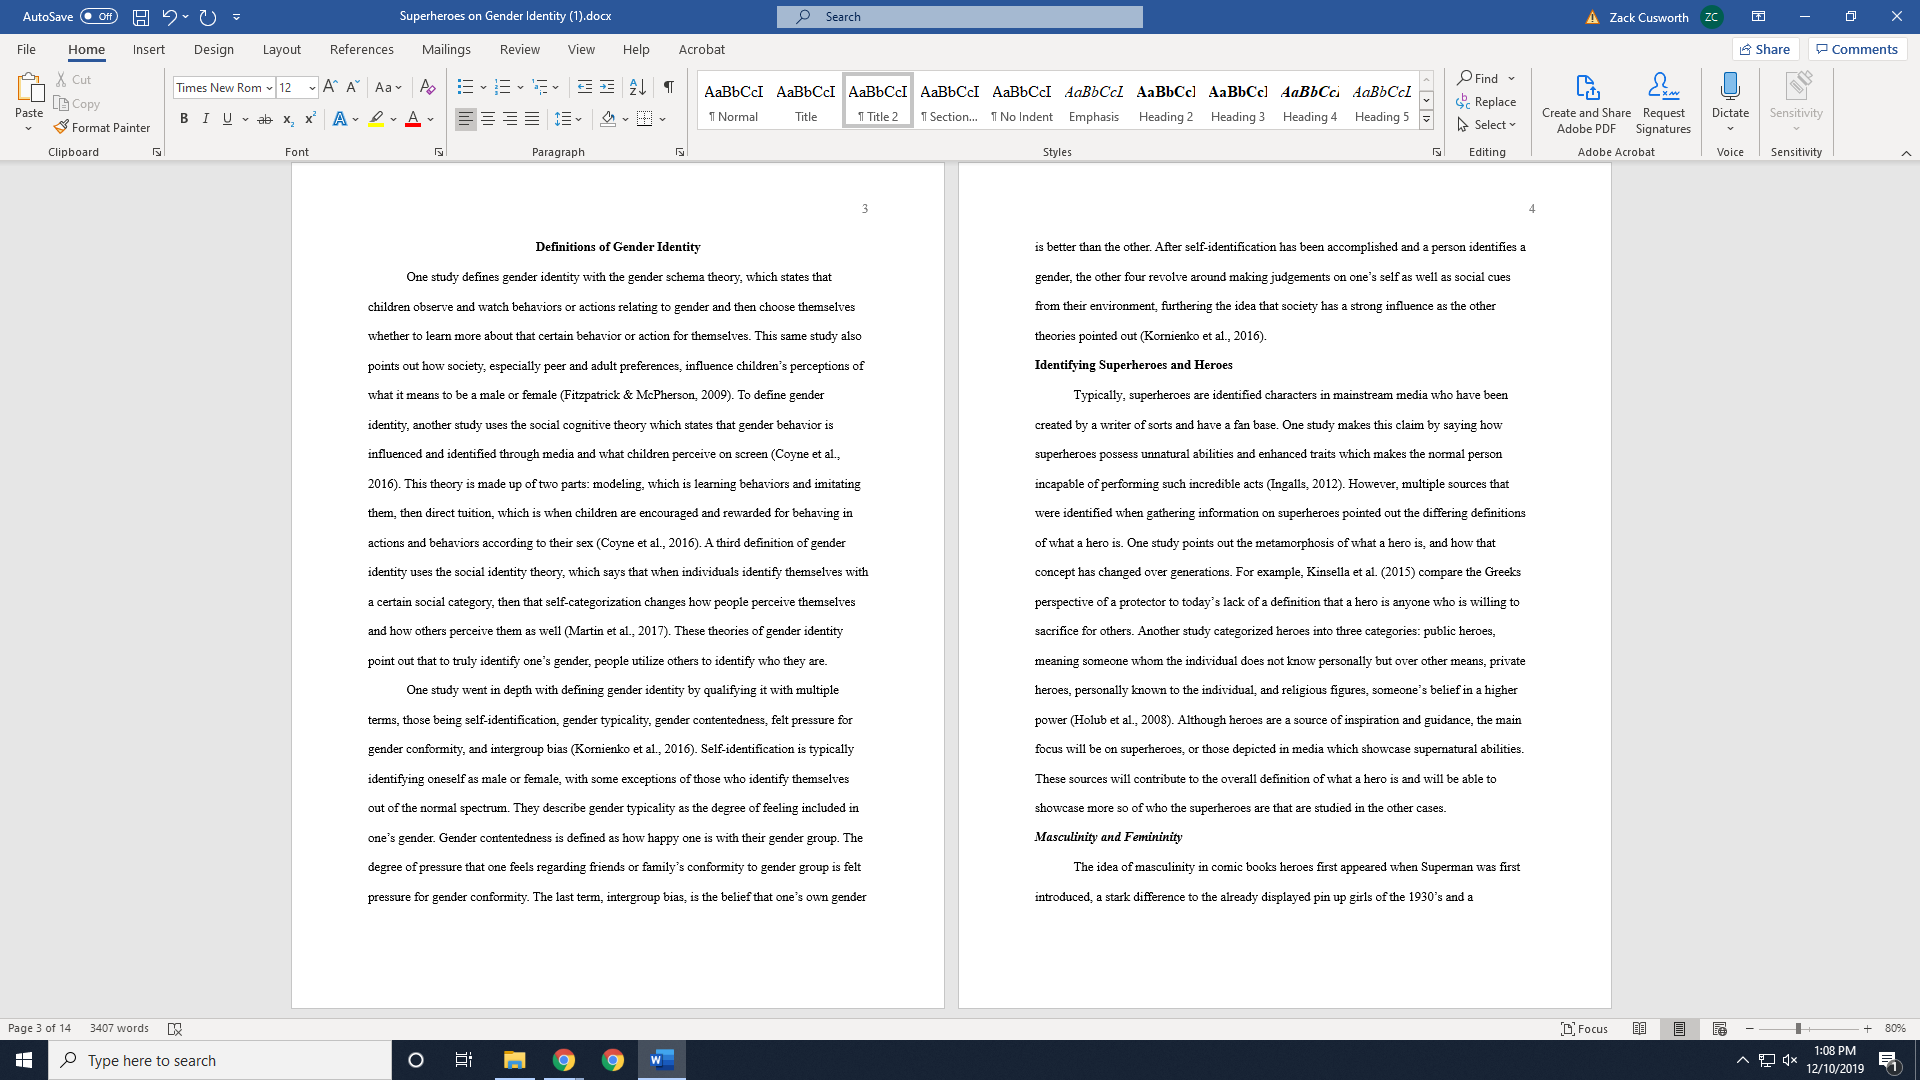 AutoSave Off
Superheroes on Gender Identity (1).docx
Search
Zack Cusworth ZC
File Home Insert Design Layout References Mailings Review View Help Acrobat
Share Comments
Paste
Cut
Copy
Format Painter
Clipboard
Times New Rom 12
Font
Paragraph
AaBbCcI AaBbCcI AaBbCcI AaBbCcI AaBbCcI AaBbCcL AaBbCcI AaBbCcI AaBbCcI AaBbCcL
¶ Normal Title ¶ Title 2 ¶ Section... ¶ No Indent Emphasis Heading 2 Heading 3 Heading 4 Heading 5
Styles
Find
Replace
Select
Editing
Create and Share
Adobe PDF
Request
Signatures
Adobe Acrobat
Dictate
Voice
Sensitivity
Sensitivity
3
Definitions of Gender Identity
One study defines gender identity with the gender schema theory, which states that
children observe and watch behaviors or actions relating to gender and then choose themselves
whether to learn more about that certain behavior or action for themselves. This same study also
points out how society, especially peer and adult preferences, influence children’s perceptions of
what it means to be a male or female (Fitzpatrick & McPherson, 2009). To define gender
identity, another study uses the social cognitive theory which states that gender behavior is
influenced and identified through media and what children perceive on screen (Coyne et al.,
2016). This theory is made up of two parts: modeling, which is learning behaviors and imitating
them, then direct tuition, which is when children are encouraged and rewarded for behaving in
actions and behaviors according to their sex (Coyne et al., 2016). A third definition of gender
identity uses the social identity theory, which says that when individuals identify themselves with
a certain social category, then that self-categorization changes how people perceive themselves
and how others perceive them as well (Martin et al., 2017). These theories of gender identity
point out that to truly identify one’s gender, people utilize others to identify who they are.
One study went in depth with defining gender identity by qualifying it with multiple
terms, those being self-identification, gender typicality, gender contentedness, felt pressure for
gender conformity, and intergroup bias (Kornienko et al., 2016). Self-identification is typically
identifying oneself as male or female, with some exceptions of those who identify themselves
out of the normal spectrum. They describe gender typicality as the degree of feeling included in
one’s gender. Gender contentedness is defined as how happy one is with their gender group. The
degree of pressure that one feels regarding friends or family’s conformity to gender group is felt
pressure for gender conformity. The last term, intergroup bias, is the belief that one’s own gender
4
is better than the other. After self-identification has been accomplished and a person identifies a
gender, the other four revolve around making judgements on one’s self as well as social cues
from their environment, furthering the idea that society has a strong influence as the other
theories pointed out (Kornienko et al., 2016).
Identifying Superheroes and Heroes
Typically, superheroes are identified characters in mainstream media who have been
created by a writer of sorts and have a fan base. One study makes this claim by saying how
superheroes possess unnatural abilities and enhanced traits which makes the normal person
incapable of performing such incredible acts (Ingalls, 2012). However, multiple sources that
were identified when gathering information on superheroes pointed out the differing definitions
of what a hero is. One study points out the metamorphosis of what a hero is, and how that
concept has changed over generations. For example, Kinsella et al. (2015) compare the Greeks
perspective of a protector to today’s lack of a definition that a hero is anyone who is willing to
sacrifice for others. Another study categorized heroes into three categories: public heroes,
meaning someone whom the individual does not know personally but over other means, private
heroes, personally known to the individual, and religious figures, someone’s belief in a higher
power (Holub et al., 2008). Although heroes are a source of inspiration and guidance, the main
focus will be on superheroes, or those depicted in media which showcase supernatural abilities.
These sources will contribute to the overall definition of what a hero is and will be able to
showcase more so of who the superheroes are that are studied in the other cases.
Masculinity and Femininity
The idea of masculinity in comic books heroes first appeared when Superman was first
introduced, a stark difference to the already displayed pin up girls of the 1930’s and a
Page 3 of 14 3407 words
Focus
80%
Type here to search
1:08 PM
12/10/2019
1